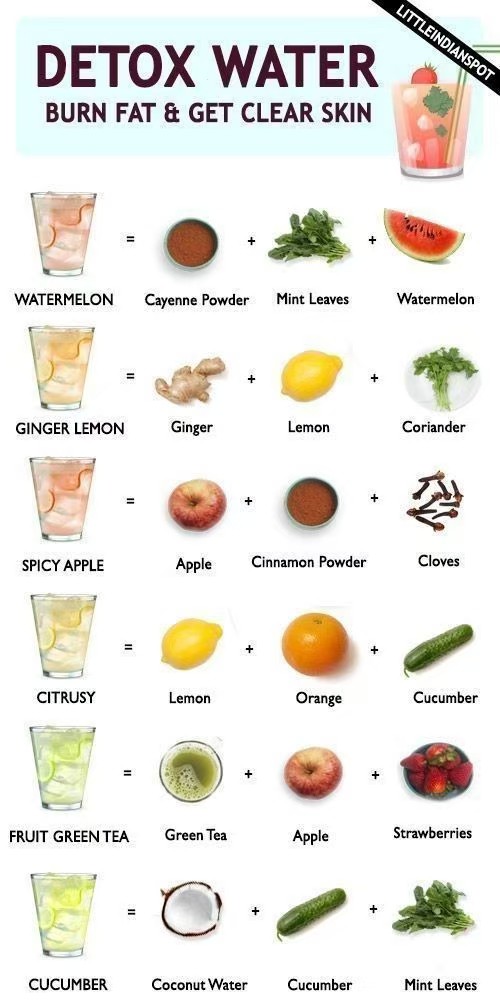 LITTLEINDIANSPOT
DETOX WATER
BURN FAT & GET CLEAR SKIN
WATERMELON = Cayenne Powder + Mint Leaves + Watermelon
GINGER LEMON = Ginger + Lemon + Coriander
SPICY APPLE = Apple + Cinnamon Powder + Cloves
CITRUSY = Lemon + Orange + Cucumber
FRUIT GREEN TEA = Green Tea + Apple + Strawberries
CUCUMBER = Coconut Water + Cucumber + Mint Leaves